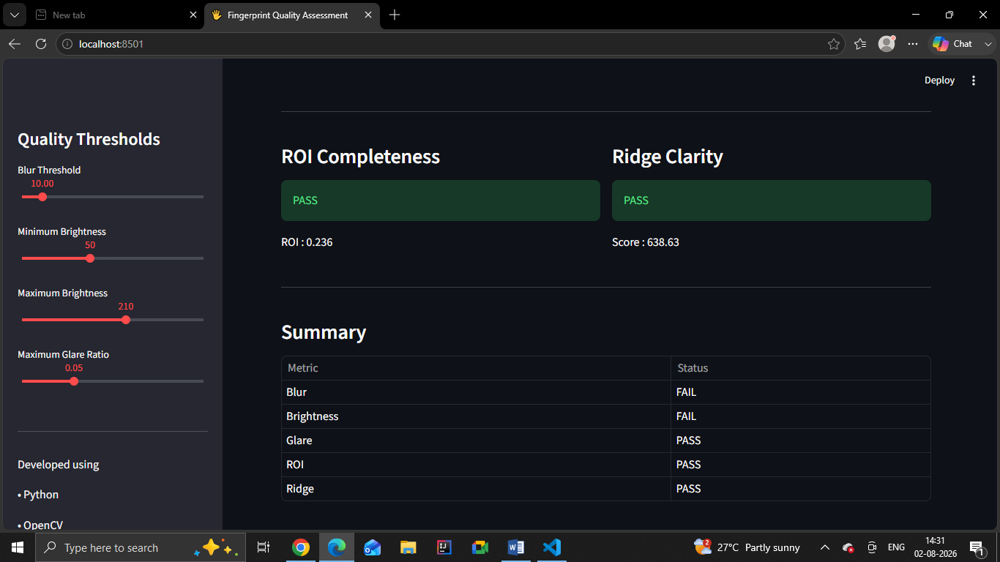 New tab
Fingerprint Quality Assessment
localhost:8501
Chat
Deploy
Quality Thresholds
Blur Threshold
10.00
Minimum Brightness
50
Maximum Brightness
210
Maximum Glare Ratio
0.05
Developed using
• Python
• OpenCV
ROI Completeness
PASS
ROI : 0.236
Ridge Clarity
PASS
Score : 638.63
Summary
Metric Status
Blur FAIL
Brightness FAIL
Glare PASS
ROI PASS
Ridge PASS
Type here to search
2
27°C Partly sunny
ENG
14:31
02-08-2026
1